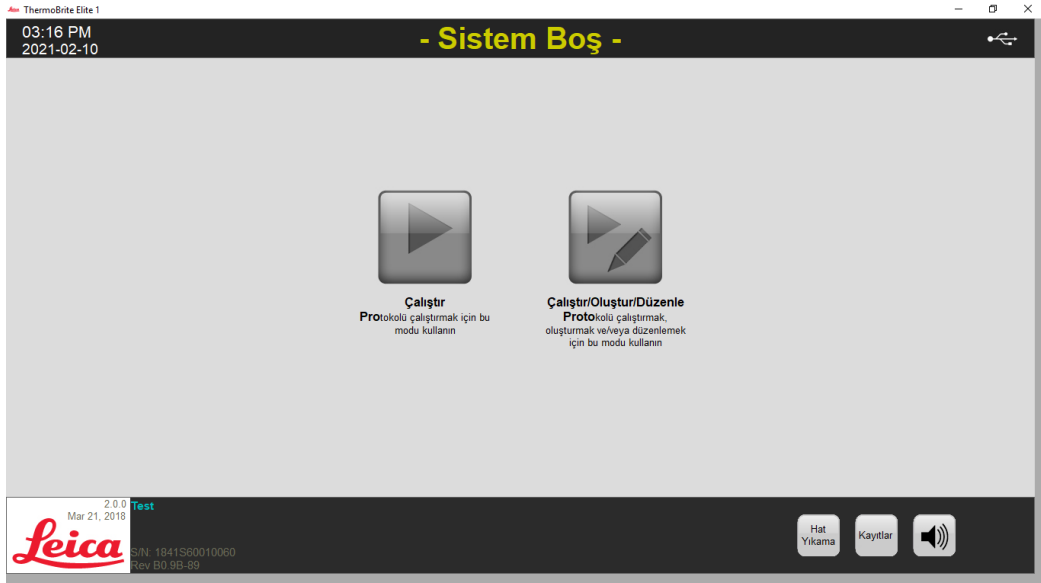 ThermoBrite Elite 1
03:16 PM
2021-02-10
- Sistem Boş -
Çalıştır
Protokolü çalıştırmak için bu
modu kullanın
Çalıştır/Oluştur/Düzenle
Protokolü çalıştırmak,
oluşturmak ve/veya düzenlemek
için bu modu kullanın
2.0.0
Mar 21, 2018
Leica
Test
S/N: 1841S60010060
Rev B0.9B-89
Hat
Yıkama
Kayıtlar